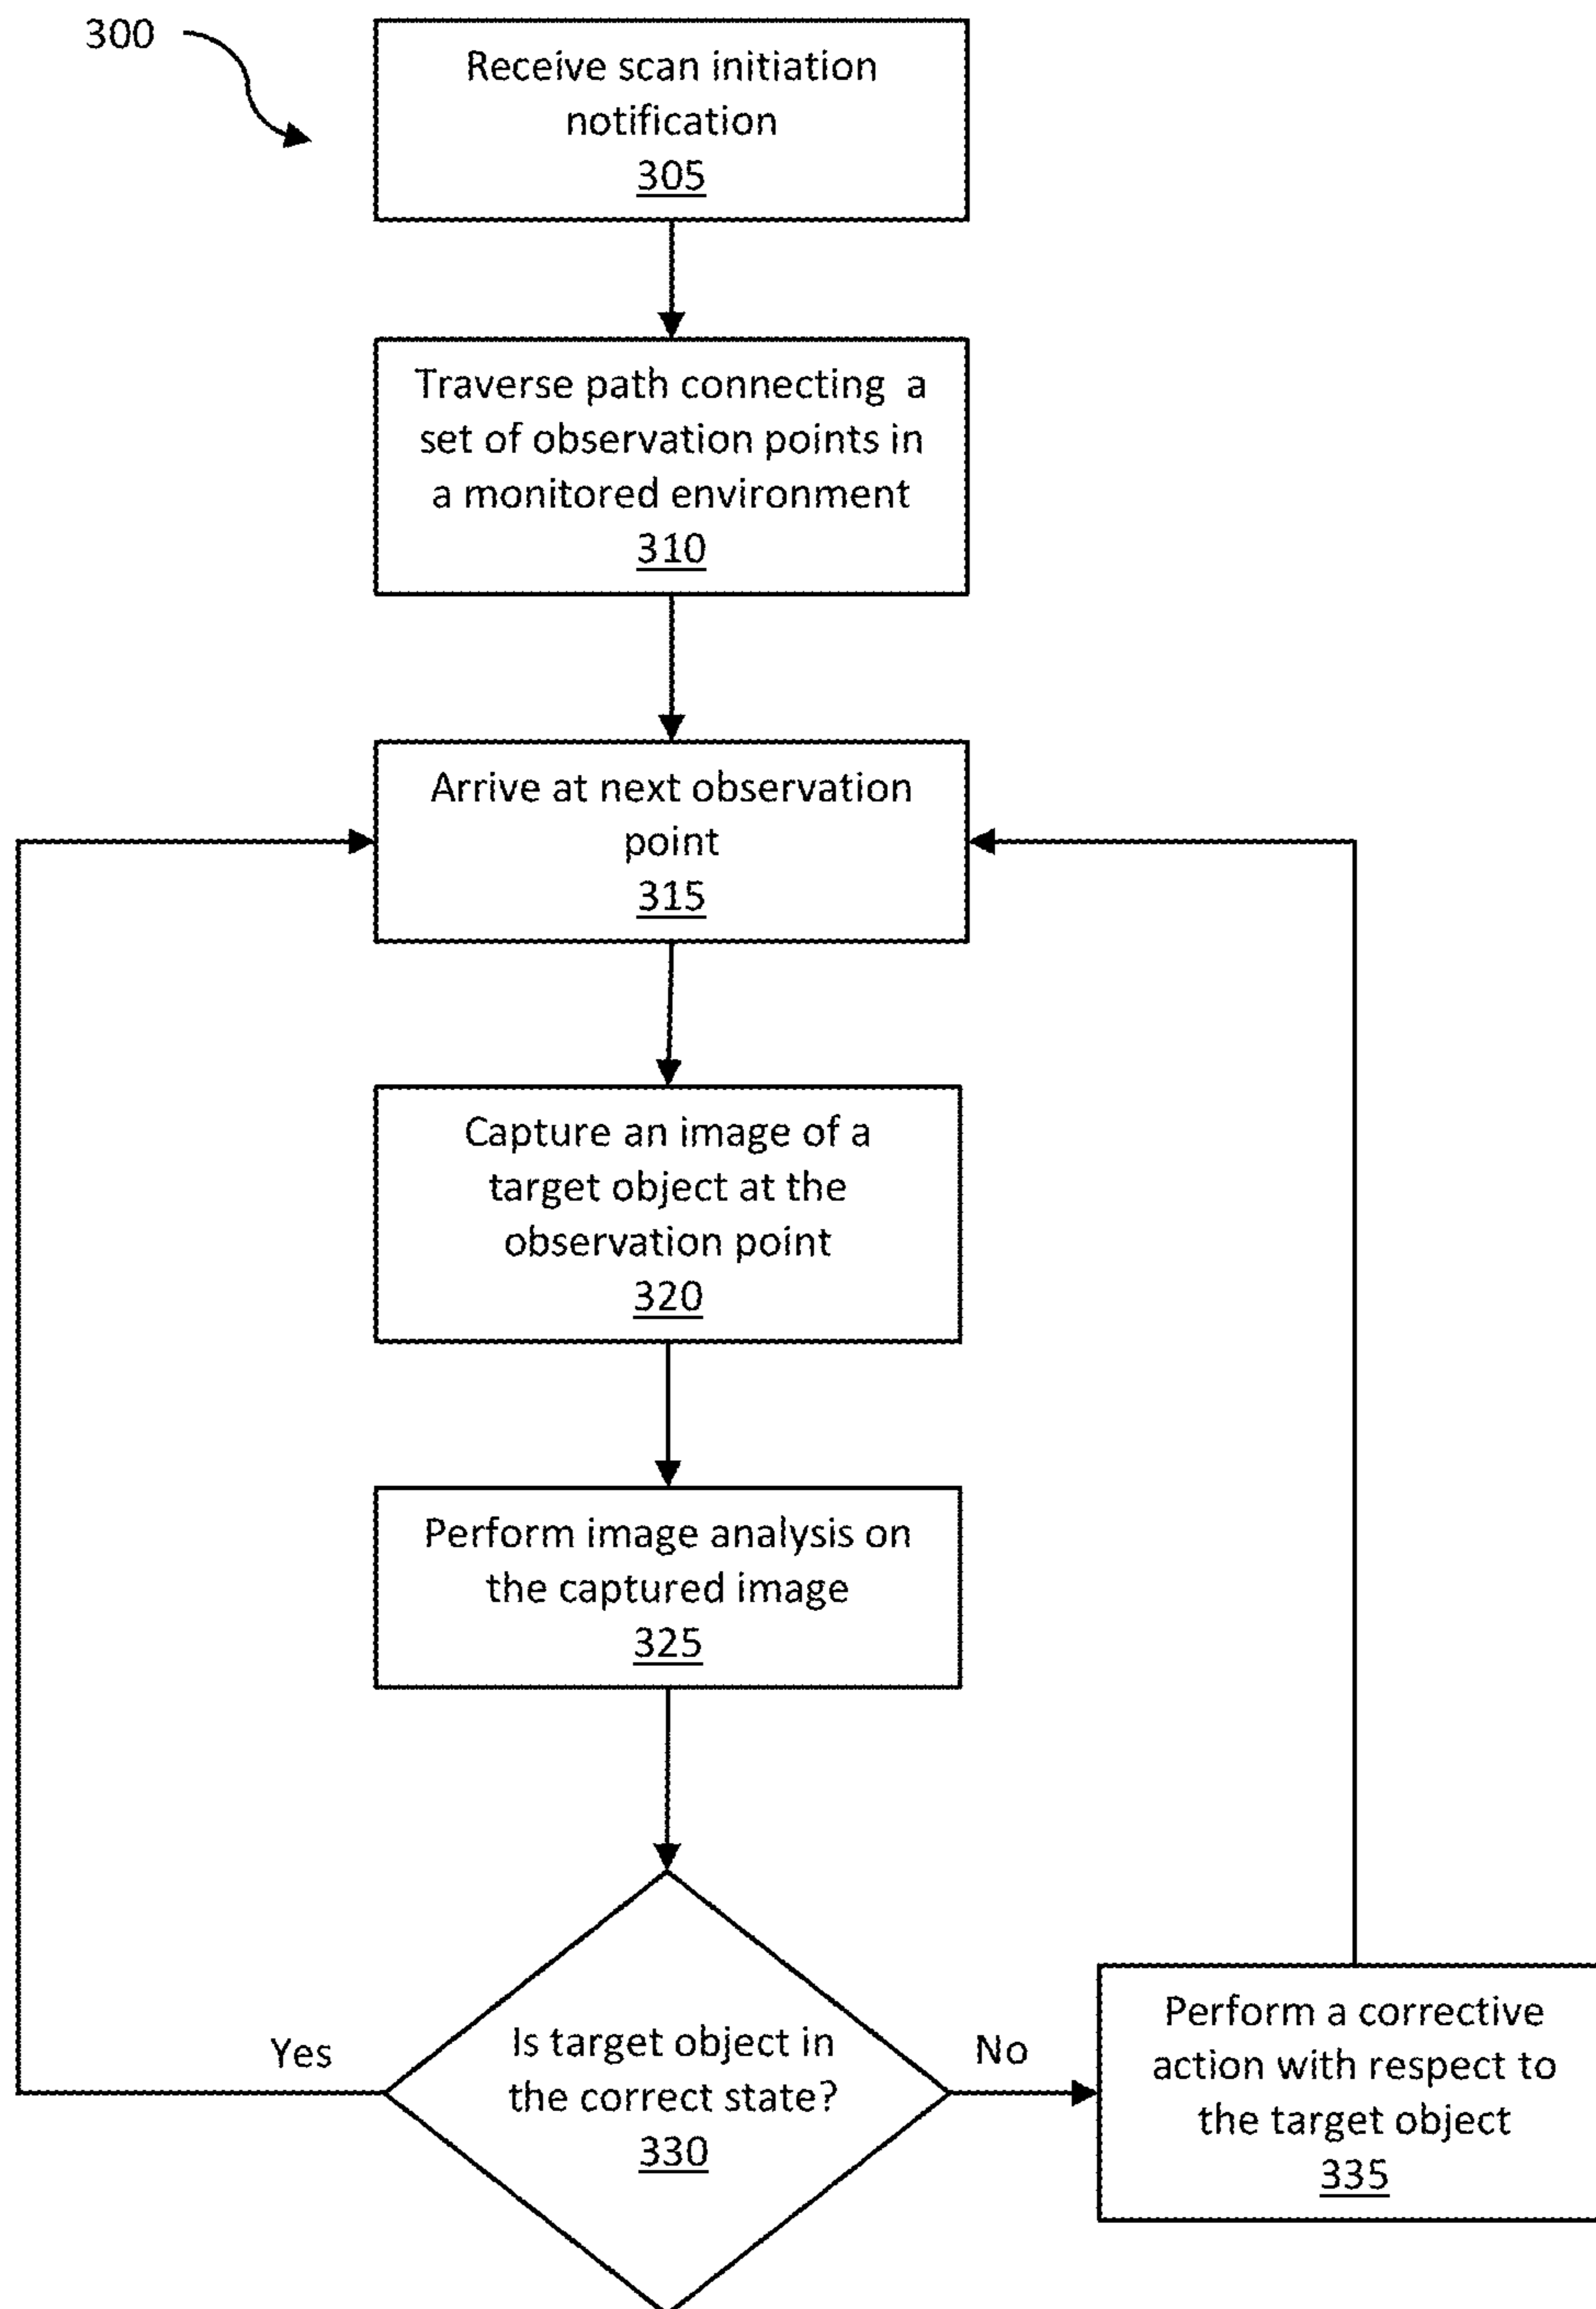 300
Receive scan initiation
notification
305
Traverse path connecting a
set of observation points in
a monitored environment
310
Arrive at next observation
point
315
Capture an image of a
target object at the
observation point
320
Perform image analysis on
the captured image
325
Yes
Is target object in
the correct state?
330
No
Perform a corrective
action with respect to
the target object
335